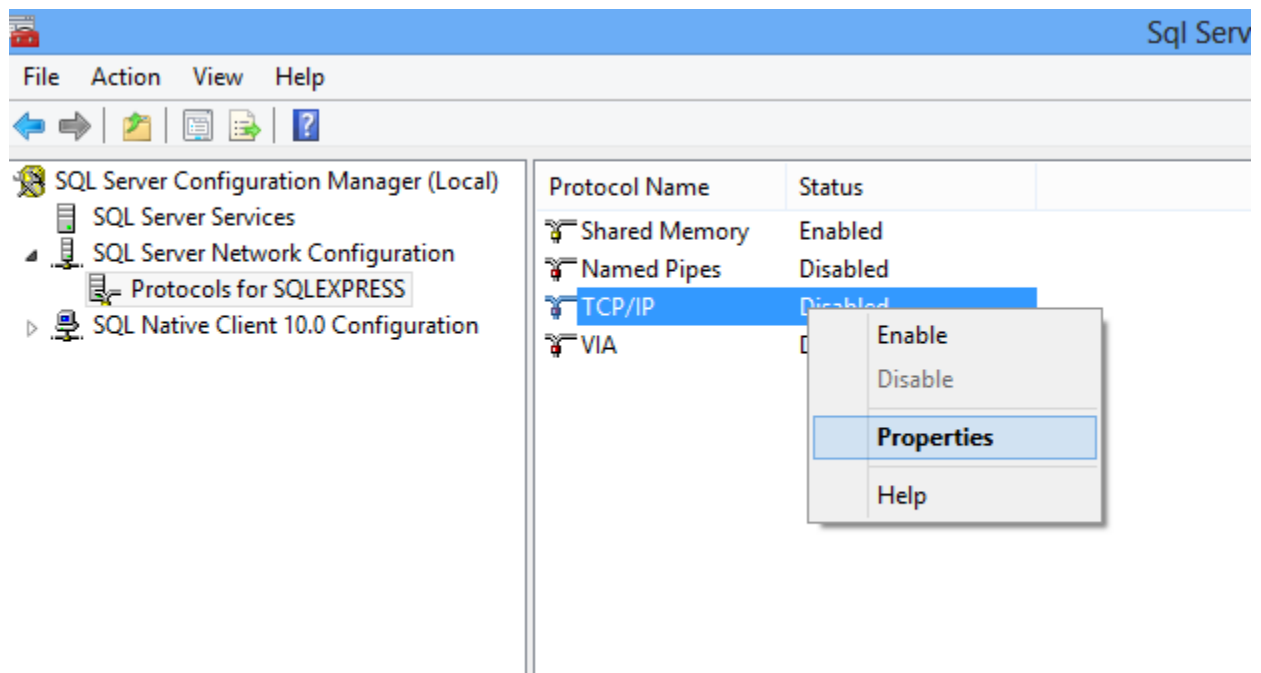 Sql Serv
File Action View Help
SQL Server Configuration Manager (Local)
SQL Server Services
SQL Server Network Configuration
Protocols for SQLEXPRESS
SQL Native Client 10.0 Configuration
Protocol Name Status
Shared Memory Enabled
Named Pipes Disabled
TCP/IP Disabled
VIA D
Enable
Disable
Properties
Help